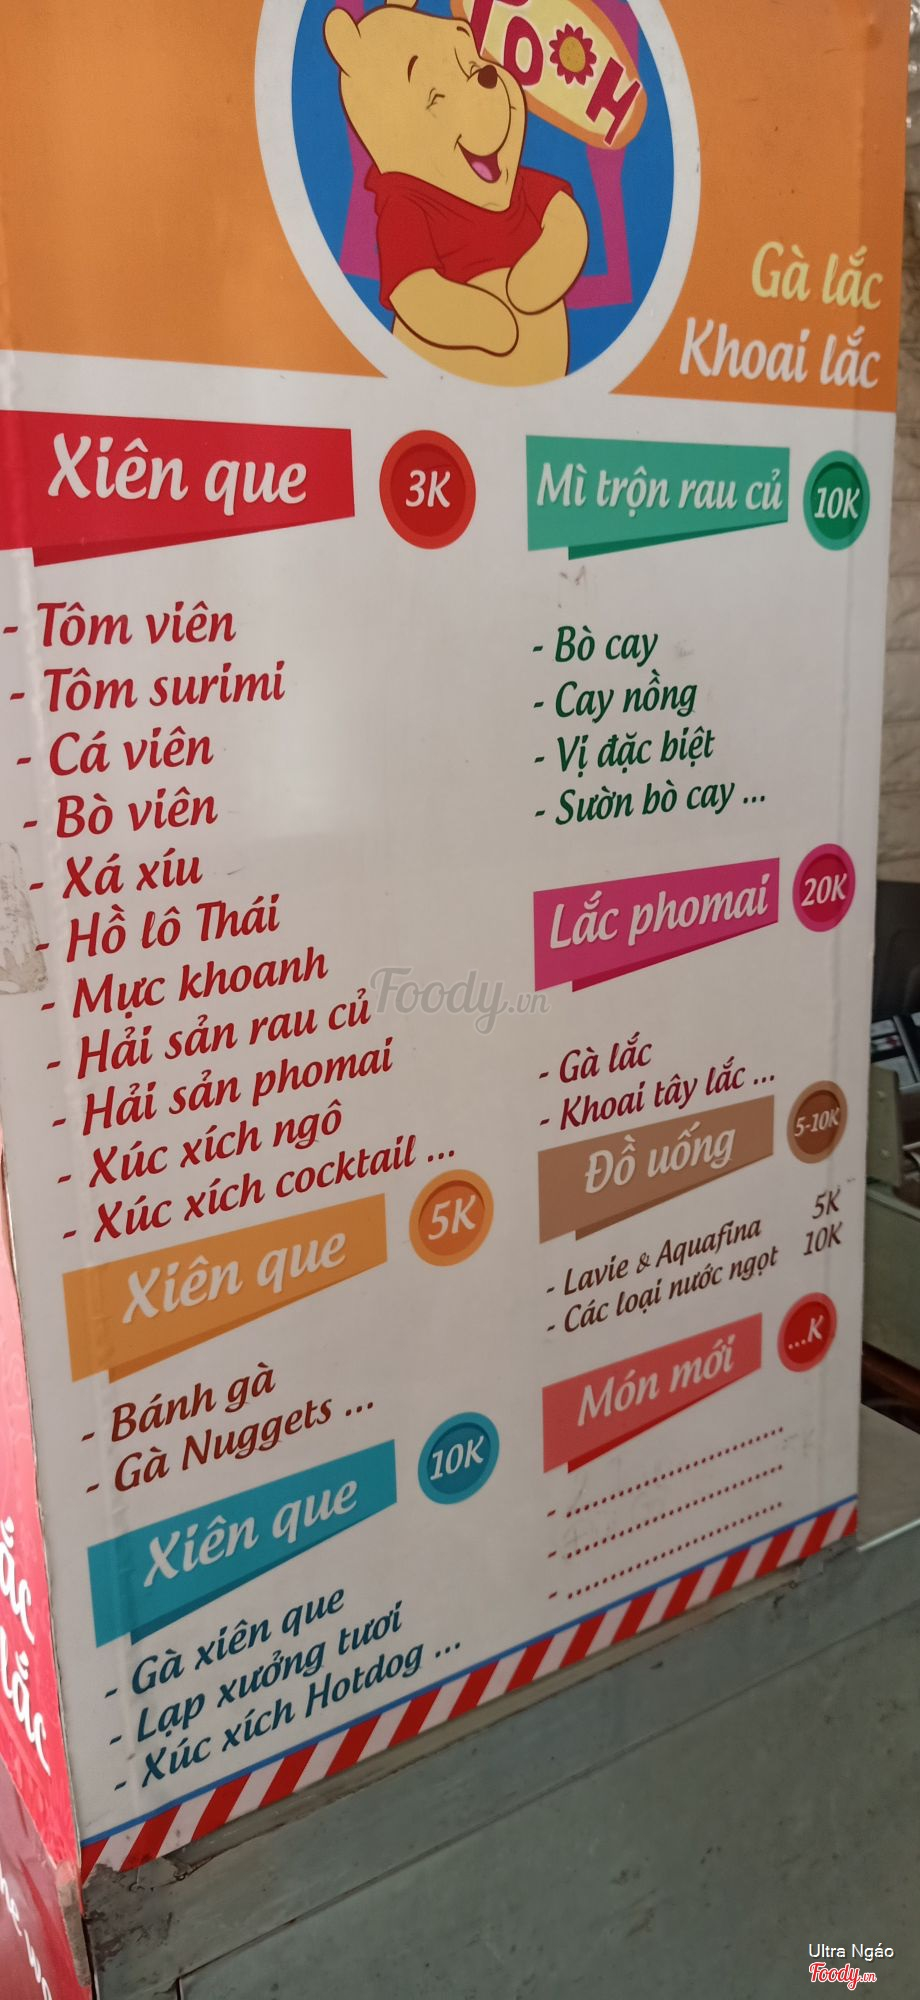 POOH
Gà lắc
Khoai lắc
Xiên que 3K
- Tôm viên
- Tôm surimi
- Cá viên
- Bò viên
- Xá xíu
- Hồ lô Thái
- Mực khoanh
- Hải sản rau củ
- Hải sản phomai
- Xúc xích ngô
- Xúc xích cocktail ...
Xiên que 5K
- Bánh gà
- Gà Nuggets ...
Xiên que 10K
- Gà xiên que
- Lạp xưởng tươi
- Xúc xích Hotdog ...
Mì trộn rau củ 10K
- Bò cay
- Cay nồng
- Vị đặc biệt
- Sườn bò cay ...
Lắc phomai 20K
- Gà lắc
- Khoai tây lắc ...
Đồ uống 5-10K
- Lavie & Aquafina 5K
- Các loại nước ngọt 10K
Món mới ...K
- ........................
- ........................
- ........................
Foody.vn
Ultra Ngáo
Foody.vn